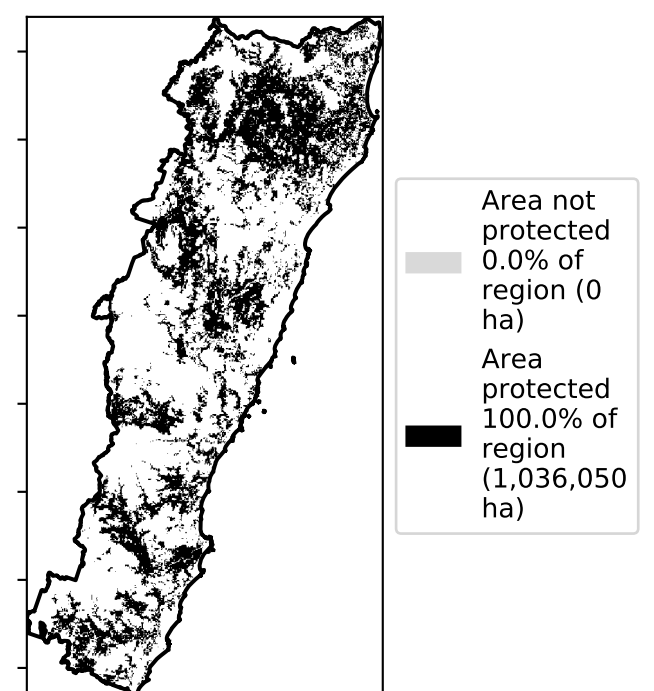 Area not
protected
0.0% of
region (0
ha)
Area
protected
100.0% of
region
(1,036,050
ha)